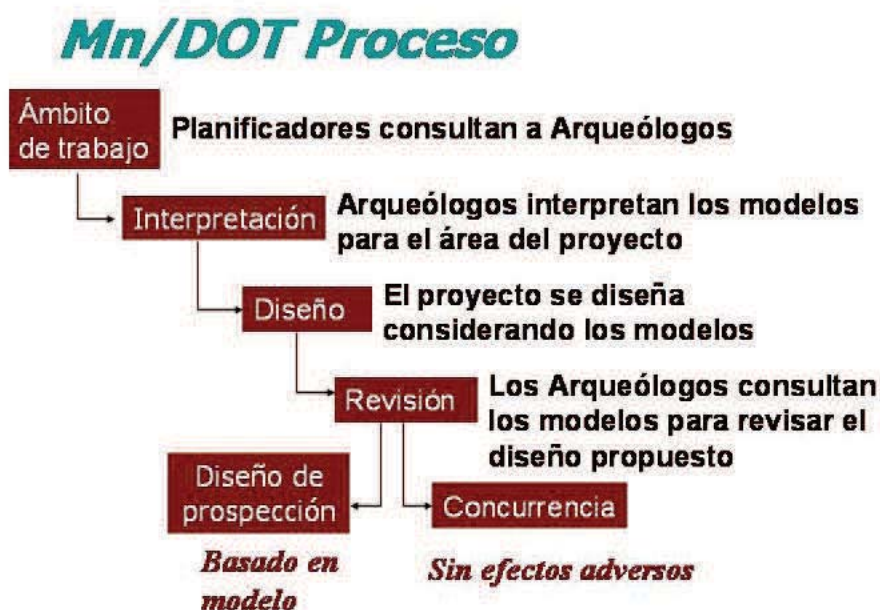 Mn/DOT Proceso
Ámbito
de trabajo
Planificadores consultan a Arqueólogos
Interpretación
Arqueólogos interpretan los modelos
para el área del proyecto
Diseño
El proyecto se diseña
considerando los modelos
Revisión
Los Arqueólogos consultan
los modelos para revisar el
diseño propuesto
Diseño de
prospección
Concurrencia
Basado en
modelo
Sin efectos adversos